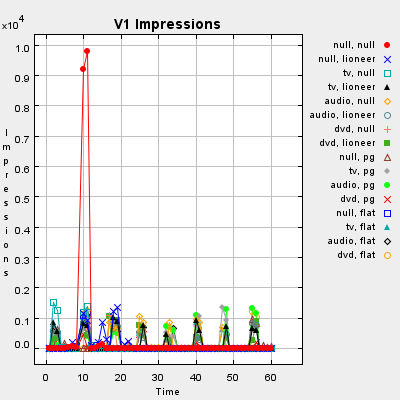 V1 Impressions
x10^4
1.0
0.9
0.8
0.7
0.6
0.5
0.4
0.3
0.2
0.1
0.0
Impressions
0
10
20
30
40
50
60
Time
null, null
null, lioneer
tv, null
tv, lioneer
audio, null
audio, lioneer
dvd, null
dvd, lioneer
null, pg
tv, pg
audio, pg
dvd, pg
null, flat
tv, flat
audio, flat
dvd, flat